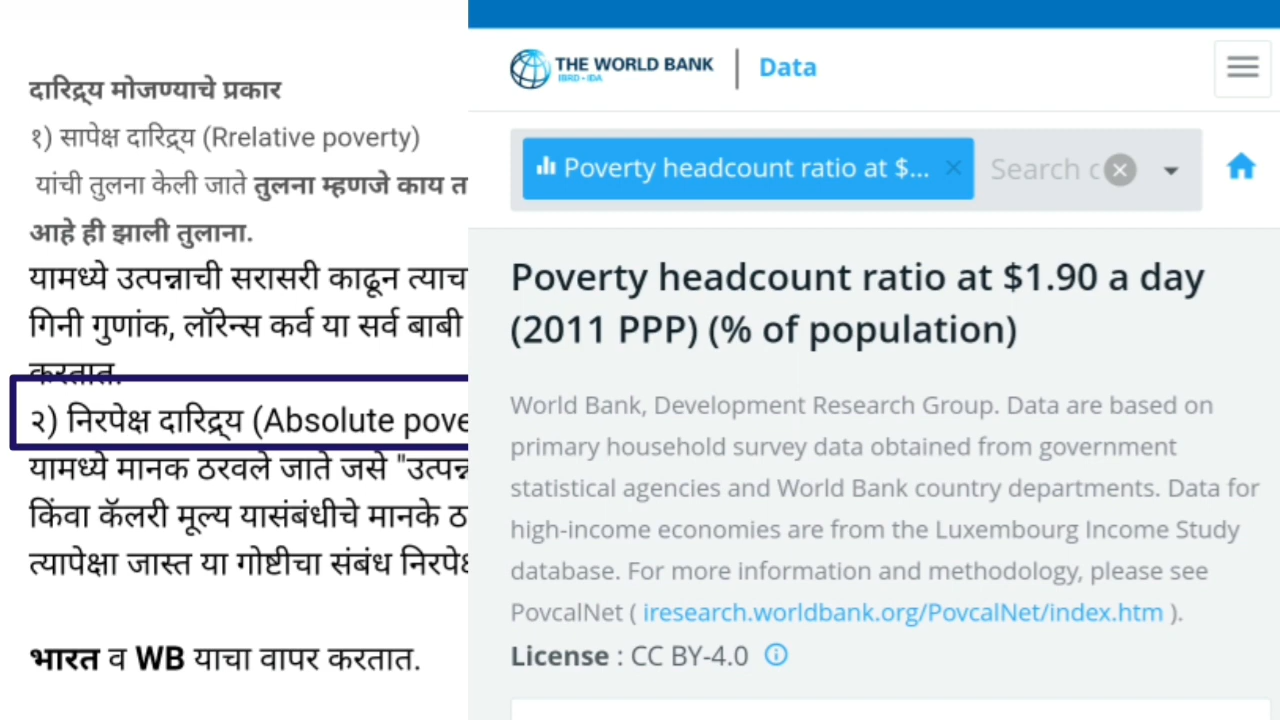 दारिद्र्य मोजण्याचे प्रकार
१) सापेक्ष दारिद्र्य (Rrelative poverty)
यांची तुलना केली जाते तुलना म्हणजे काय त
आहे ही झाली तुलाना.
यामध्ये उत्पन्नाची सरासरी काढून त्याच
गिनी गुणांक, लॉरेन्स कर्व या सर्व बाबी
करतात.
२) निरपेक्ष दारिद्र्य (Absolute pove
यामध्ये मानक ठरवले जाते जसे "उत्पन्न
किंवा कॅलरी मूल्य यासंबंधीचे मानके ठ
त्यापेक्षा जास्त या गोष्टीचा संबंध निरपेक्ष
भारत व WB याचा वापर करतात.
THE WORLD BANK
IBRD • IDA
Data
Poverty headcount ratio at $... Search c
Poverty headcount ratio at $1.90 a day
(2011 PPP) (% of population)
World Bank, Development Research Group. Data are based on
primary household survey data obtained from government
statistical agencies and World Bank country departments. Data for
high-income economies are from the Luxembourg Income Study
database. For more information and methodology, please see
PovcalNet ( iresearch.worldbank.org/PovcalNet/index.htm ).
License : CC BY-4.0